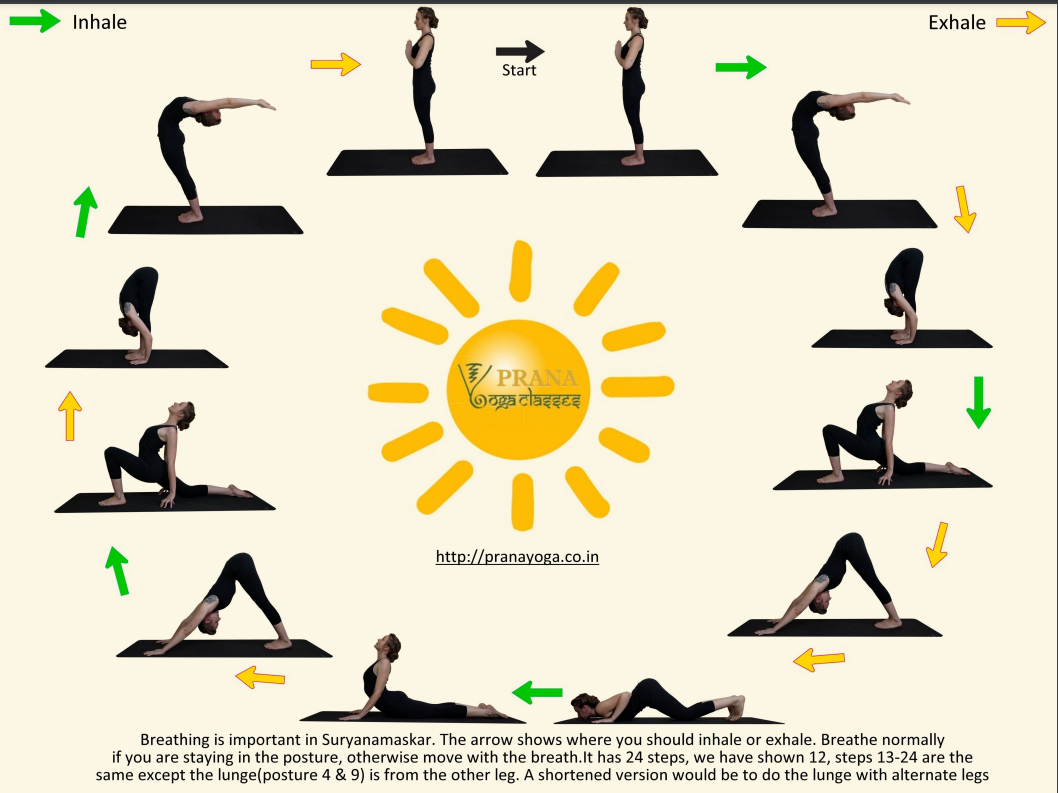 Inhale
Exhale
Start
PRANA
Yoga classes
http://pranayoga.co.in
Breathing is important in Suryanamaskar. The arrow shows where you should inhale or exhale. Breathe normally
if you are staying in the posture, otherwise move with the breath.It has 24 steps, we have shown 12, steps 13-24 are the
same except the lunge(posture 4 & 9) is from the other leg. A shortened version would be to do the lunge with alternate legs